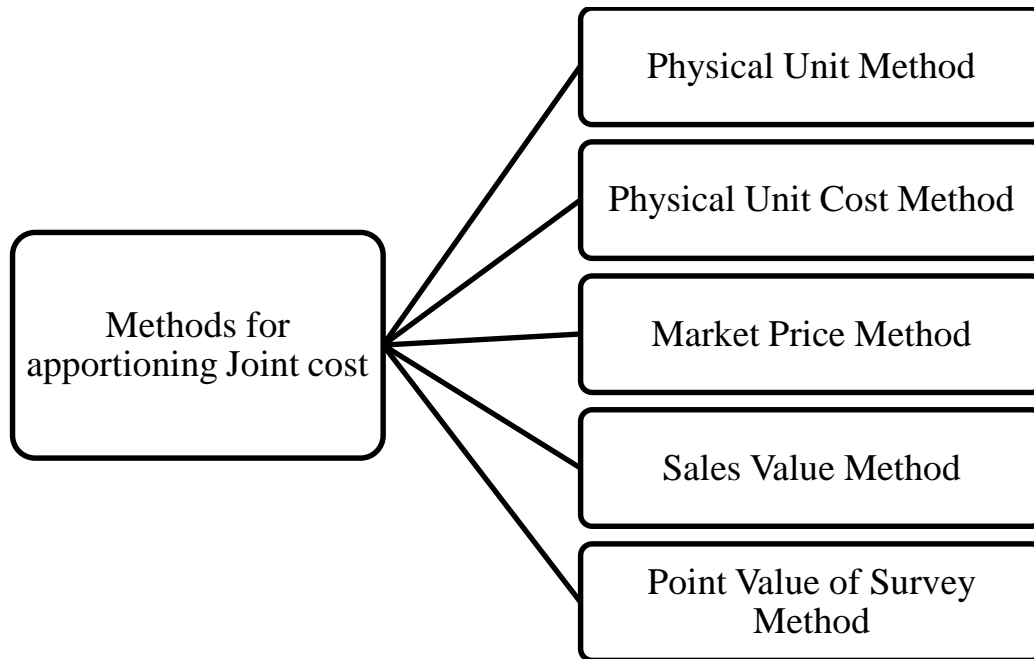 Methods for
apportioning Joint cost
Physical Unit Method
Physical Unit Cost Method
Market Price Method
Sales Value Method
Point Value of Survey
Method